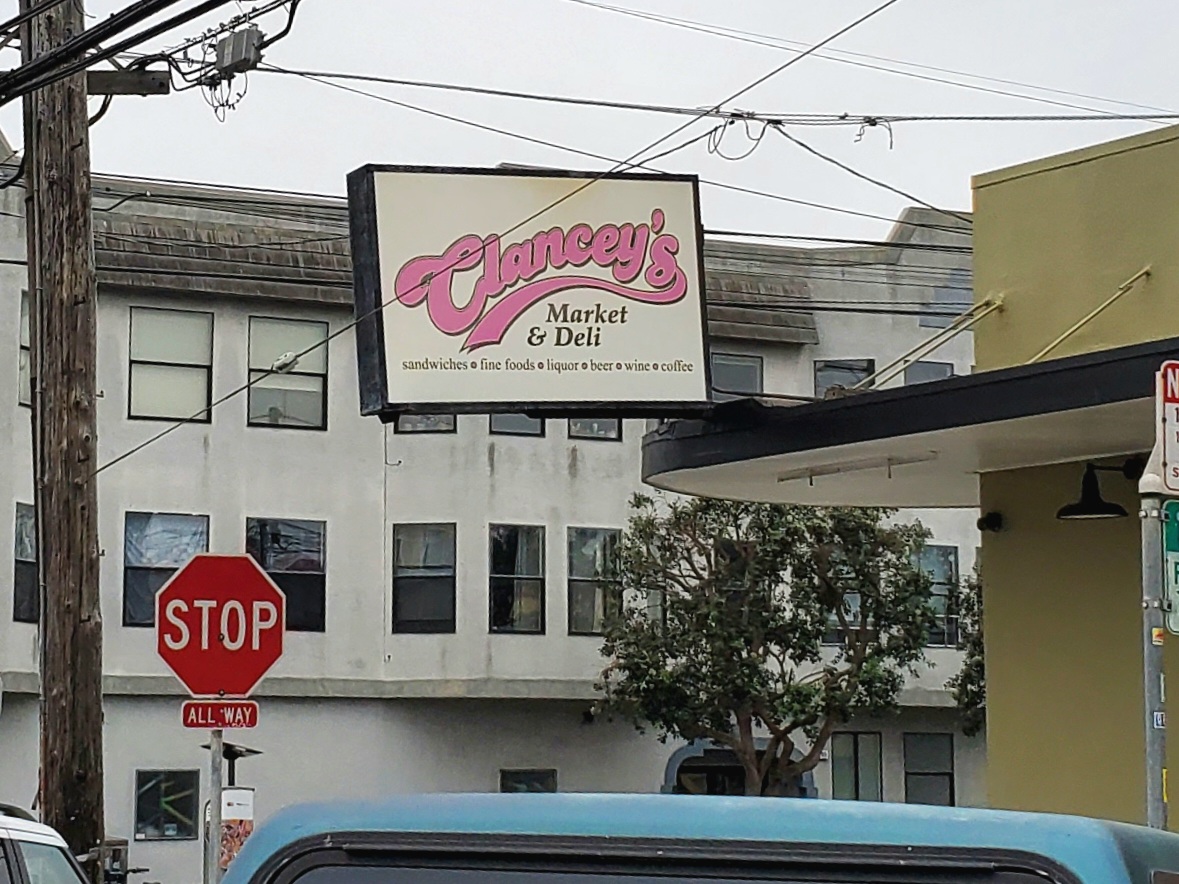 Clancey's
Market
& Deli
sandwiches • fine foods • liquor • beer • wine • coffee
STOP
ALL WAY